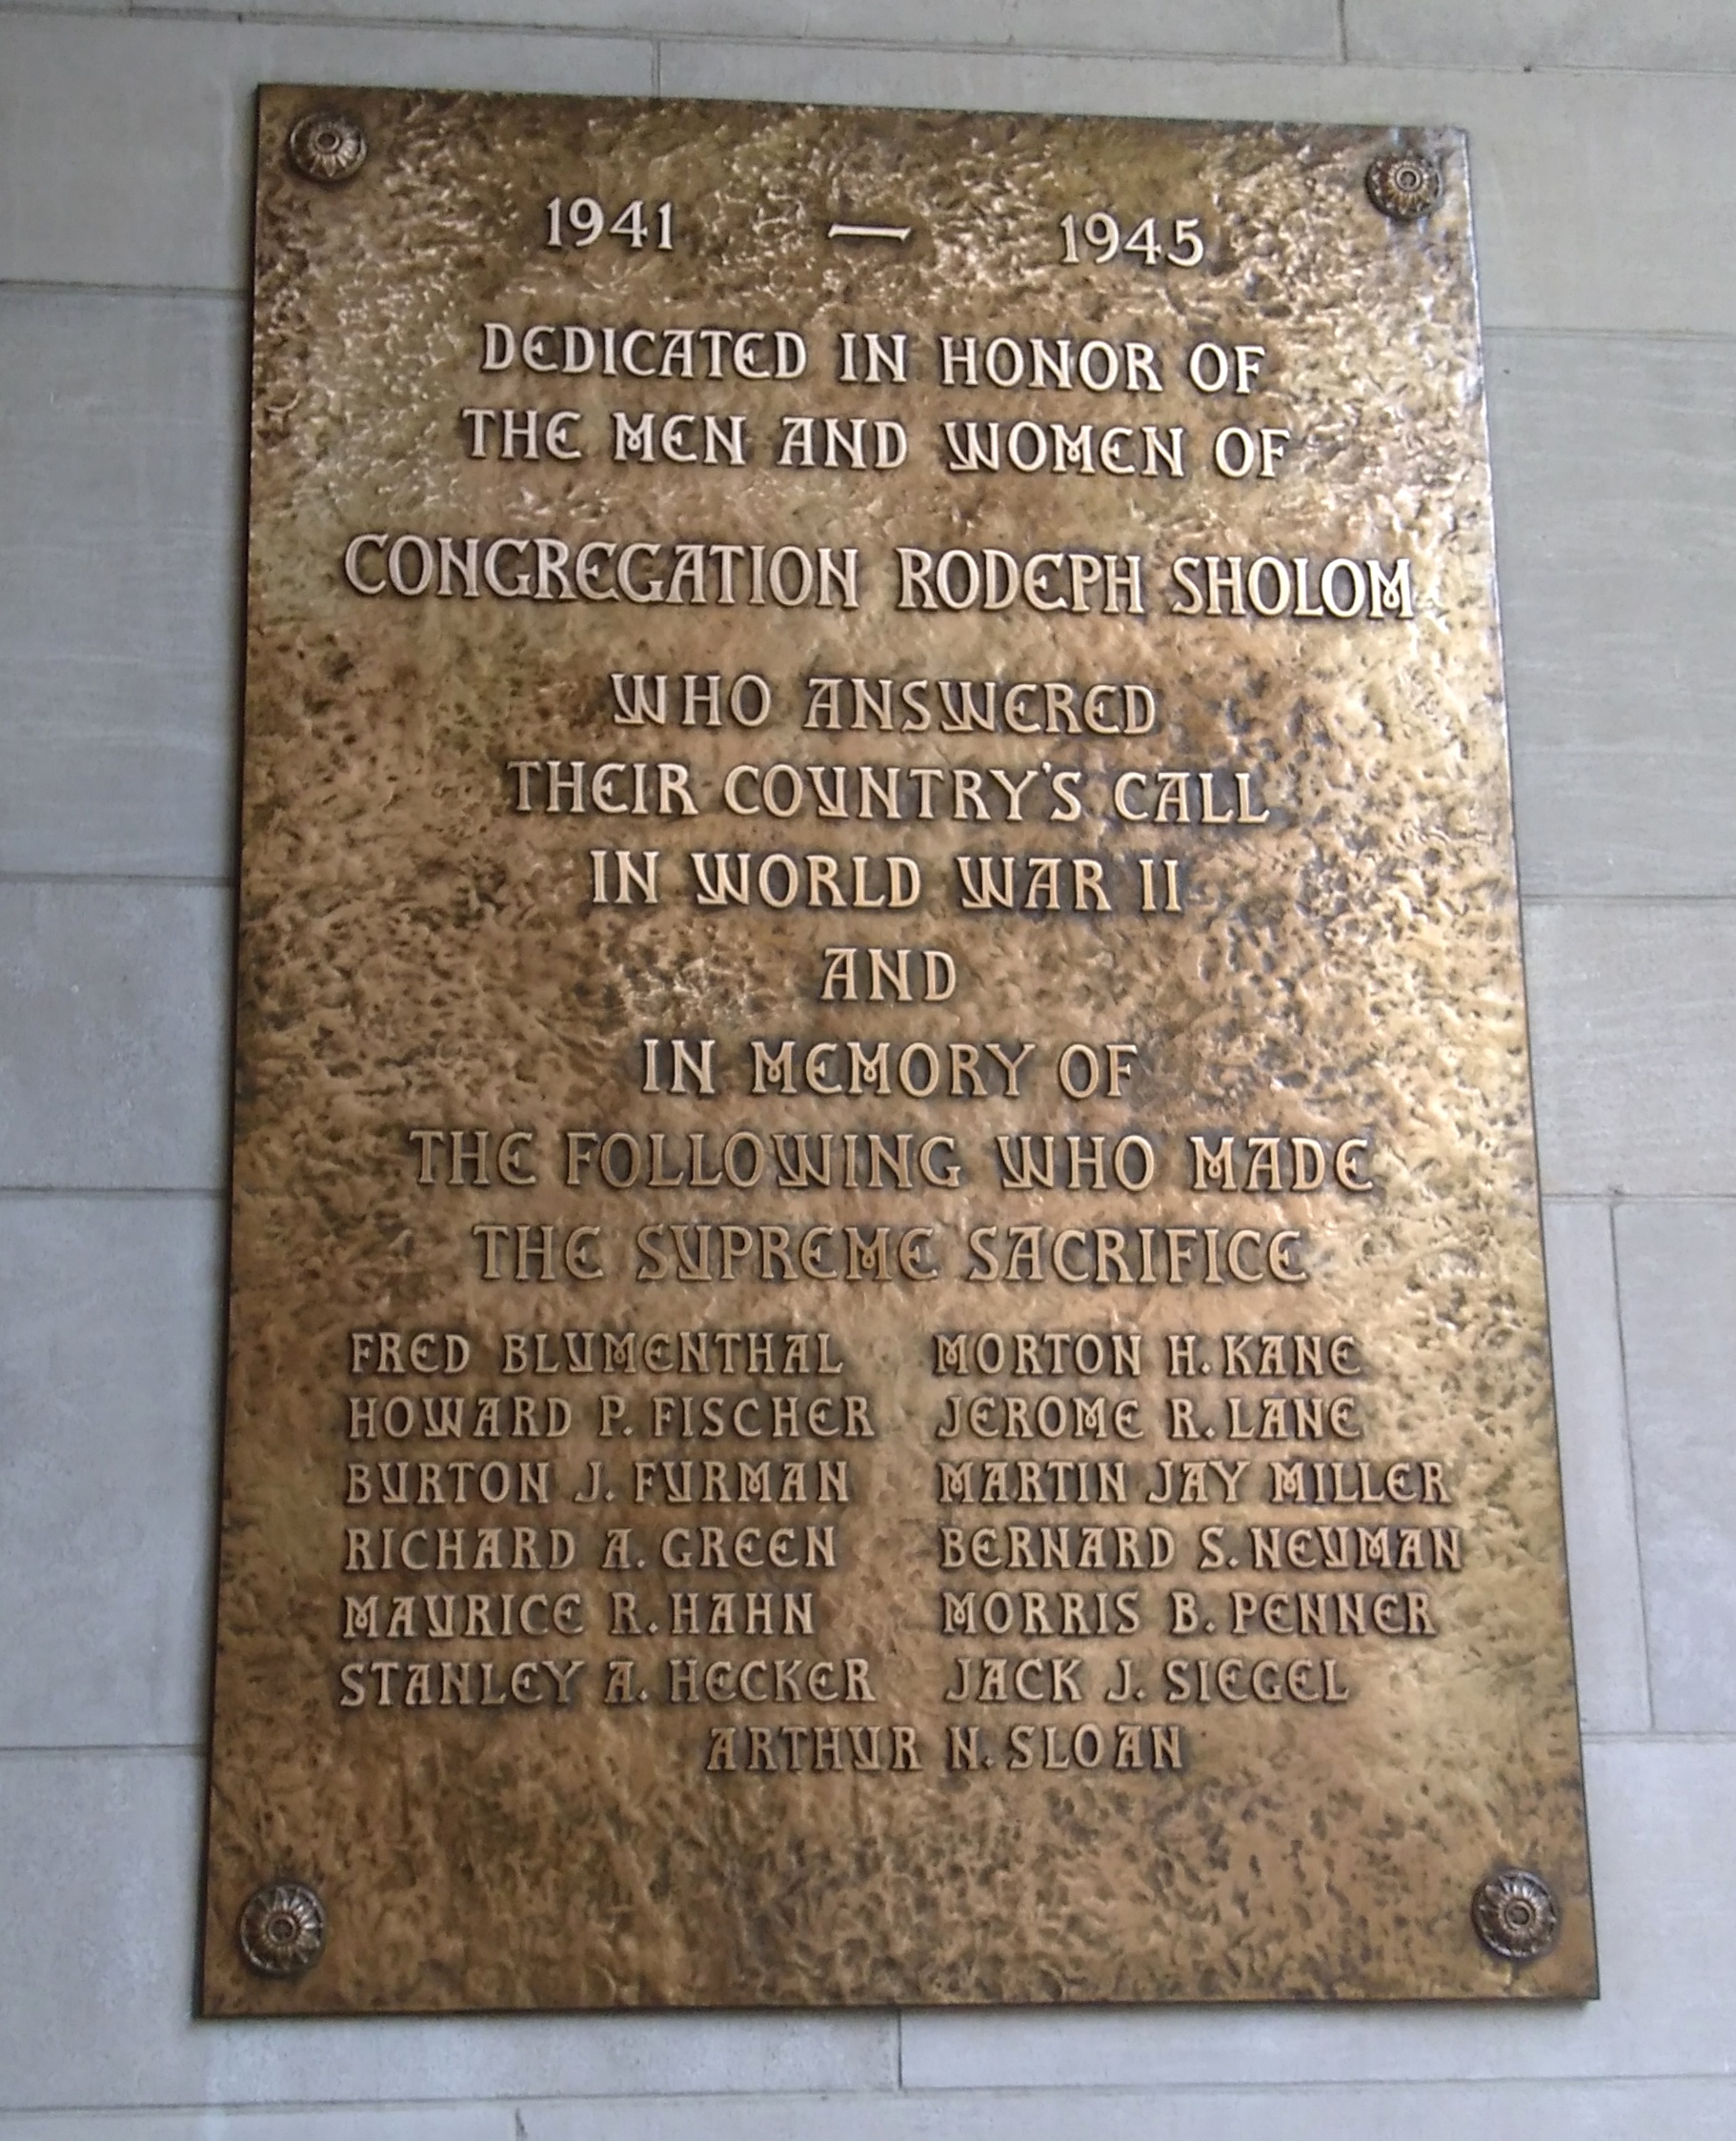 1941 — 1945
DEDICATED IN HONOR OF
THE MEN AND WOMEN OF
CONGREGATION RODEPH SHOLOM
WHO ANSWERED
THEIR COUNTRY'S CALL
IN WORLD WAR II
AND
IN MEMORY OF
THE FOLLOWING WHO MADE
THE SUPREME SACRIFICE
FRED BLUMENTHAL
HOWARD P. FISCHER
BURTON J. FURMAN
RICHARD A. GREEN
MAURICE R. HAHN
STANLEY A. HECKER
MORTON H. KANE
JEROME R. LANE
MARTIN JAY MILLER
BERNARD S. NEUMAN
MORRIS B. PENNER
JACK J. SIEGEL
ARTHUR N. SLOAN